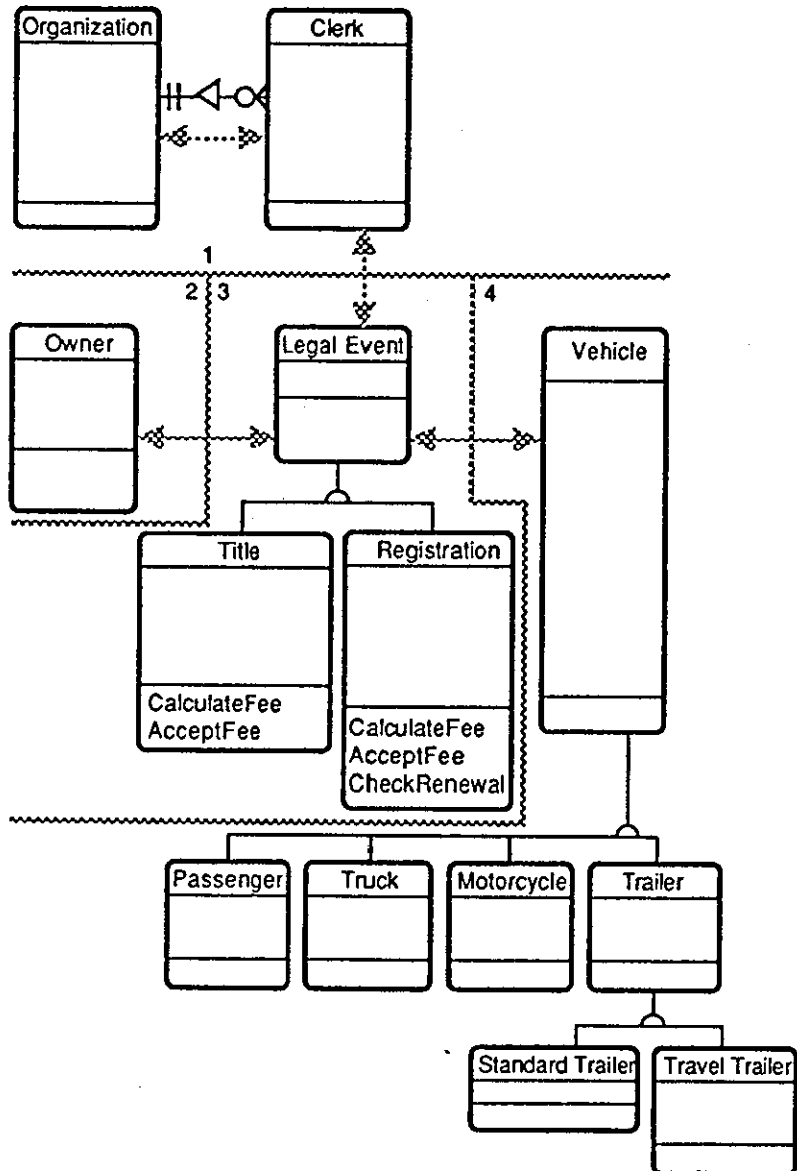 Organization
Clerk
1
2
3
4
Owner
Legal Event
Vehicle
Title
Registration
CalculateFee
AcceptFee
CalculateFee
AcceptFee
CheckRenewal
Passenger
Truck
Motorcycle
Trailer
Standard Trailer
Travel Trailer